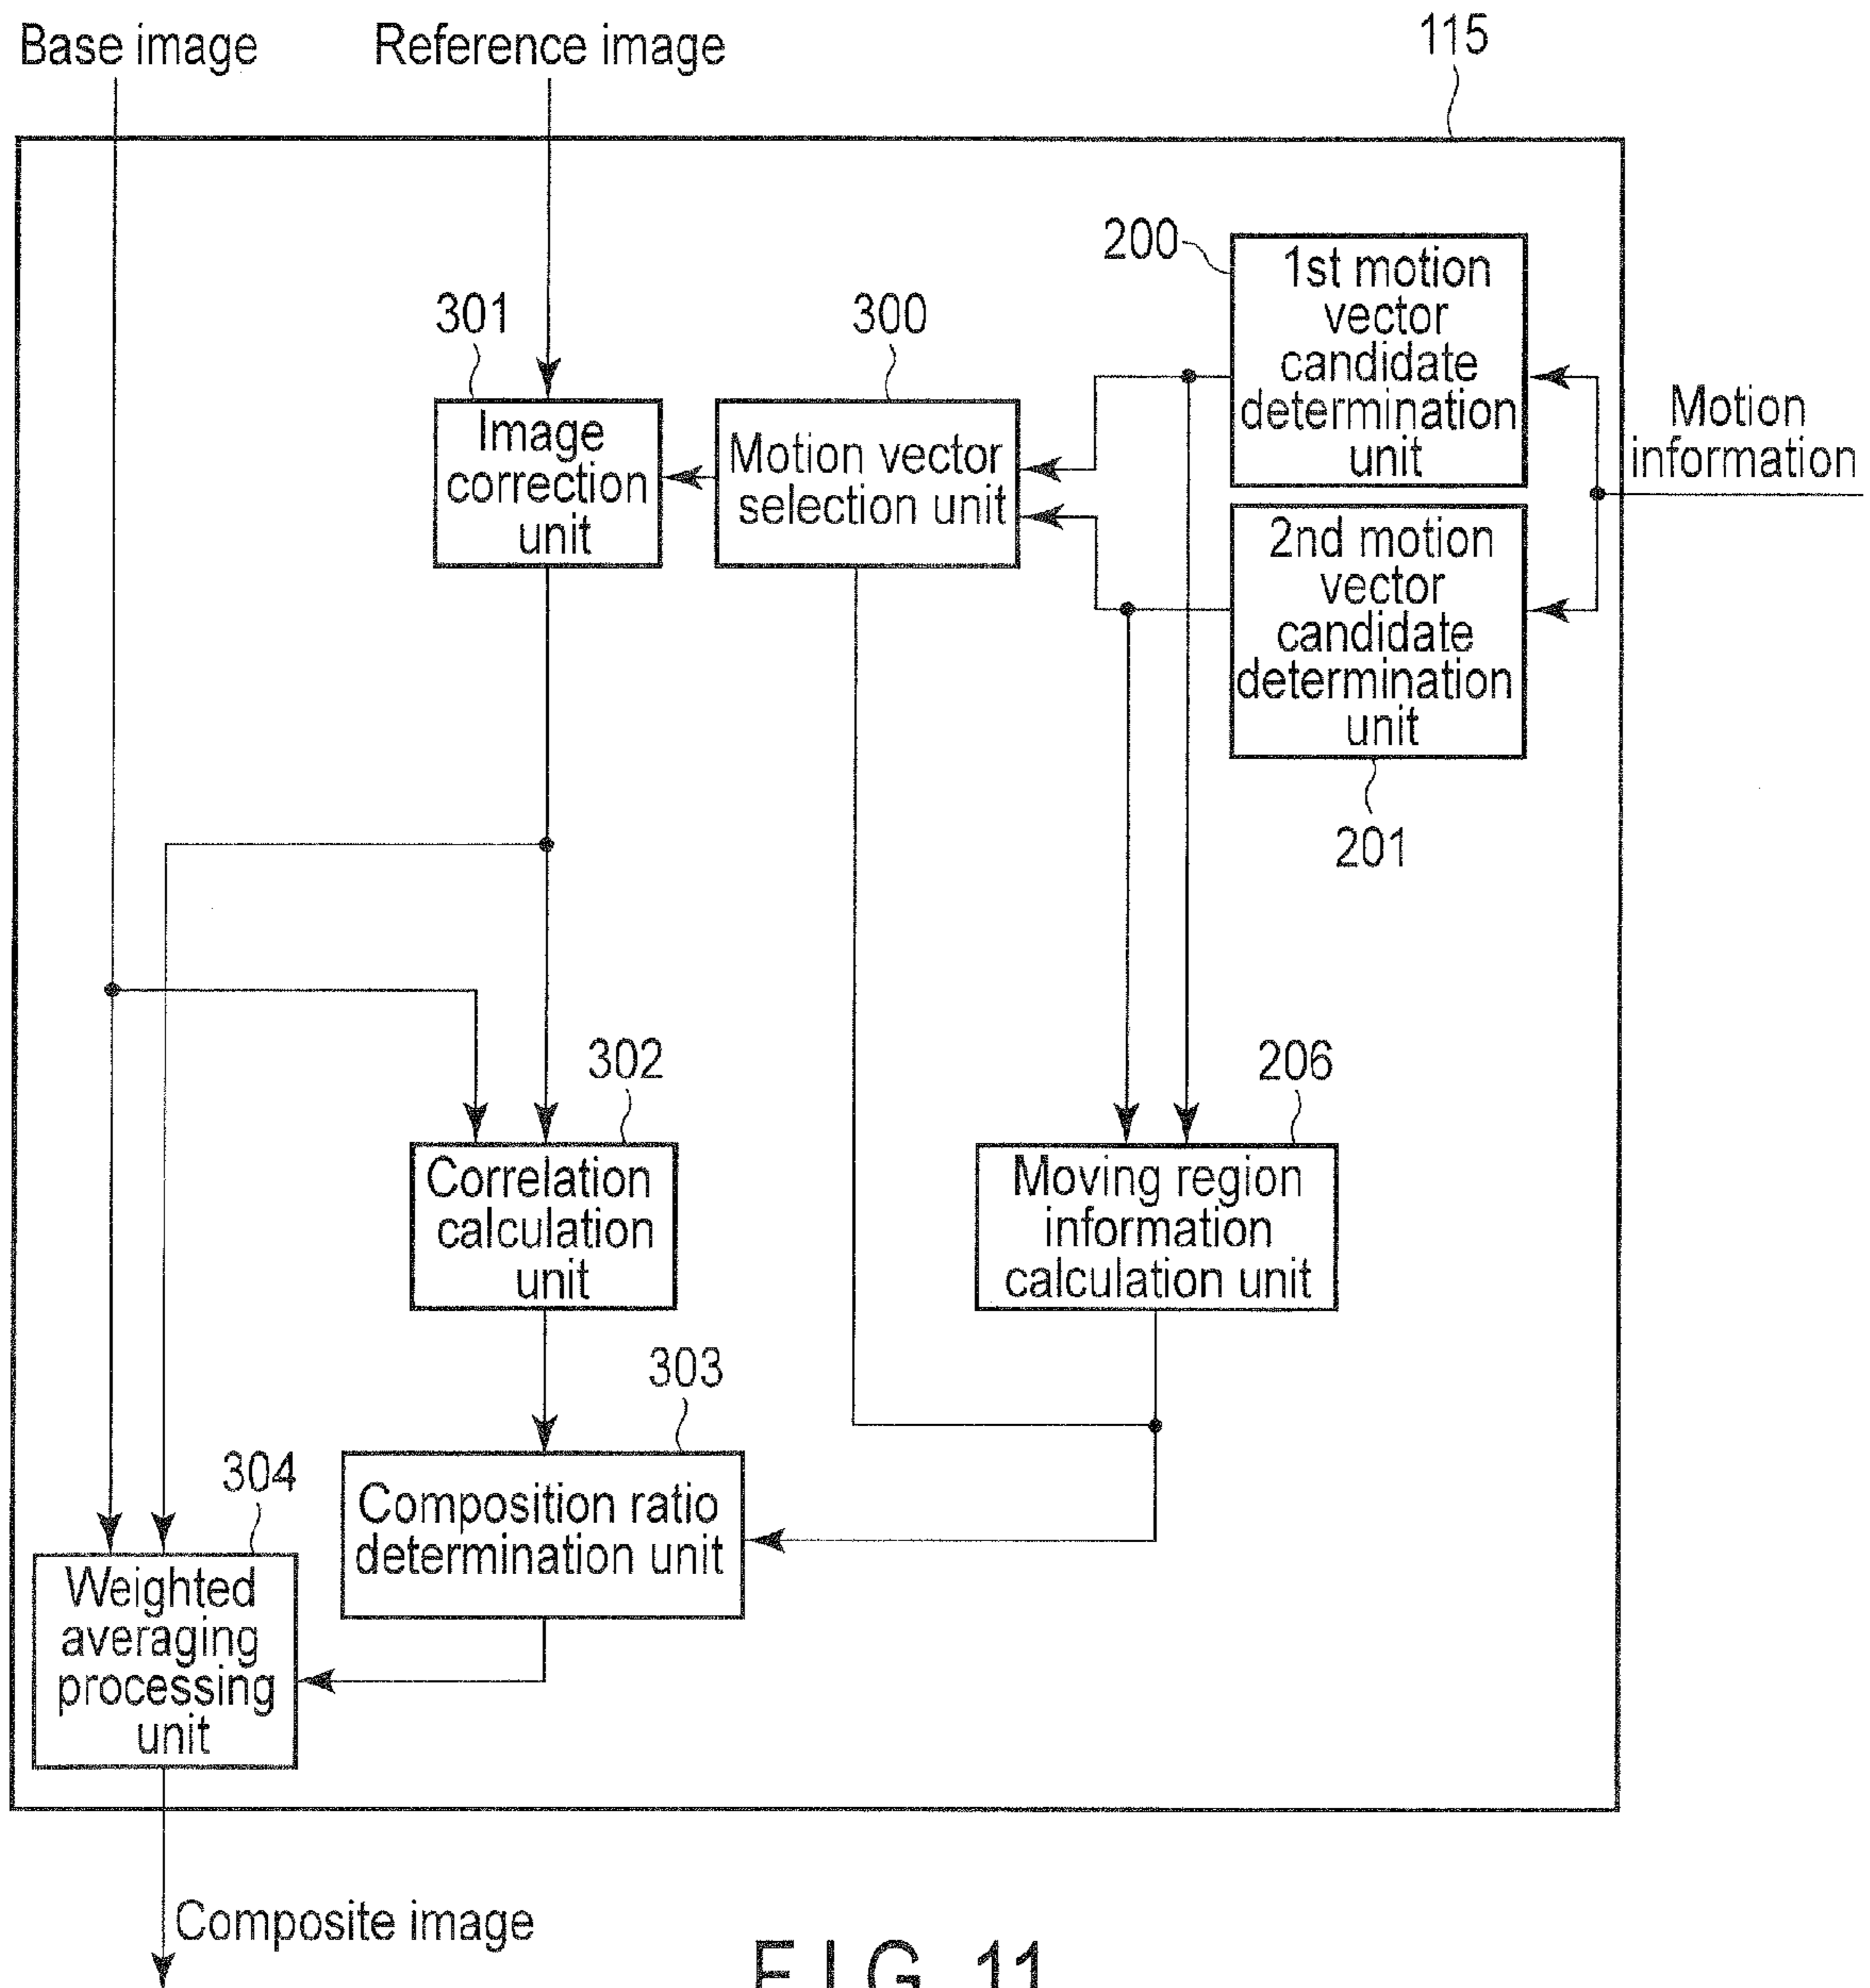 Base image
Reference image
115
200
1st motion
vector
candidate
determination
unit
Motion
information
301
300
Image
correction
unit
Motion vector
selection unit
2nd motion
vector
candidate
determination
unit
201
302
206
Correlation
calculation
unit
Moving region
information
calculation unit
303
304
Composition ratio
determination unit
Weighted
averaging
processing
unit
Composite image
FIG. 11